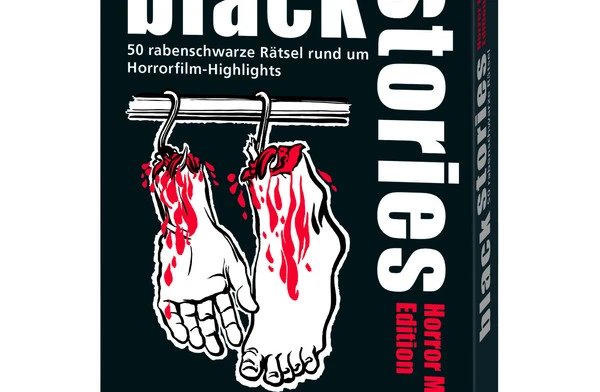 black
stories
50 rabenschwarze Rätsel rund um
Horrorfilm-Highlights
Horror M
Edition
black stories